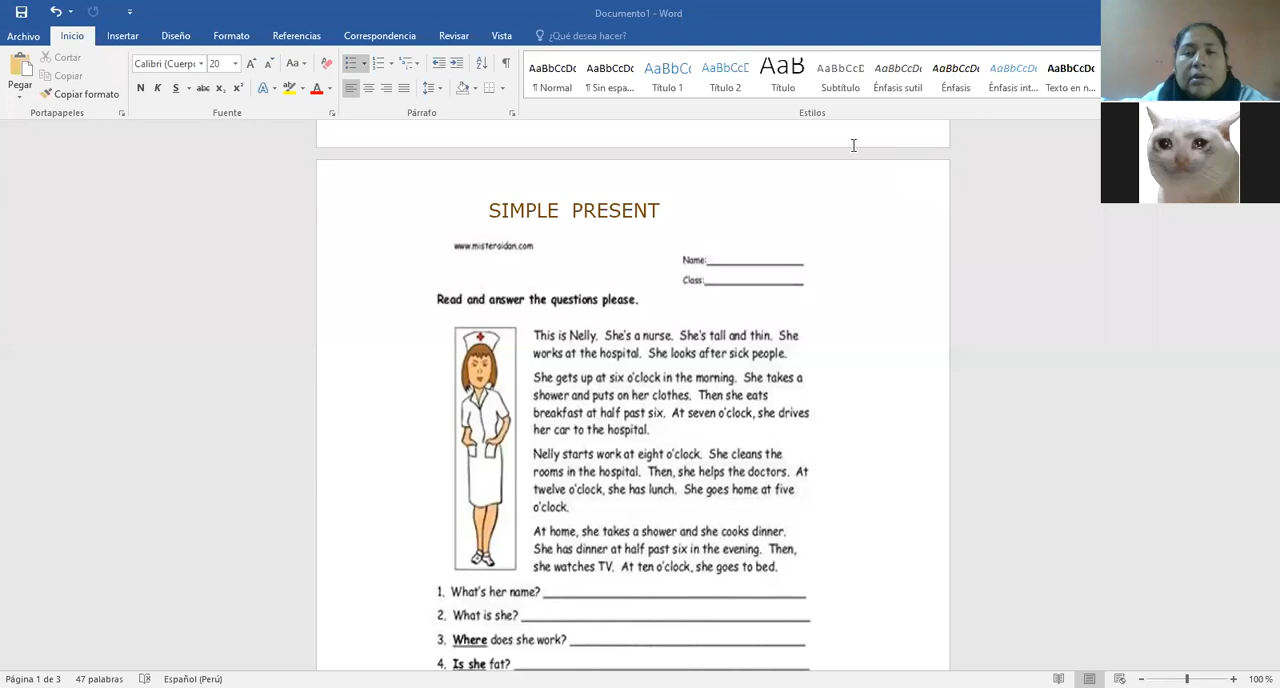 Documento1 - Word
Archivo Inicio Insertar Diseño Formato Referencias Correspondencia Revisar Vista ¿Qué desea hacer?
Pegar
Cortar
Copiar
Copiar formato
Portapapeles
Calibri (Cuerpo 20
N K S abc x₂ x²
Fuente
Párrafo
AaBbCcDc AaBbCcDc AaBbCc AaBbCcD AaB AaBbCcD AaBbCcDc AaBbCcDc AaBbCcDc AaBbCcDc
¶ Normal ¶ Sin espa... Título 1 Título 2 Título Subtítulo Énfasis sutil Énfasis Énfasis int... Texto en n...
Estilos
SIMPLE PRESENT
www.misteraidan.com
Name:
Class:
Read and answer the questions please.
This is Nelly. She's a nurse. She's tall and thin. She
works at the hospital. She looks after sick people.
She gets up at six o'clock in the morning. She takes a
shower and puts on her clothes. Then she eats
breakfast at half past six. At seven o'clock, she drives
her car to the hospital.
Nelly starts work at eight o'clock. She cleans the
rooms in the hospital. Then, she helps the doctors. At
twelve o'clock, she has lunch. She goes home at five
o'clock.
At home, she takes a shower and she cooks dinner.
She has dinner at half past six in the evening. Then,
she watches TV. At ten o'clock, she goes to bed.
1. What's her name?
2. What is she?
3. Where does she work?
4. Is she fat?
Página 1 de 3 47 palabras Español (Perú) 100 %